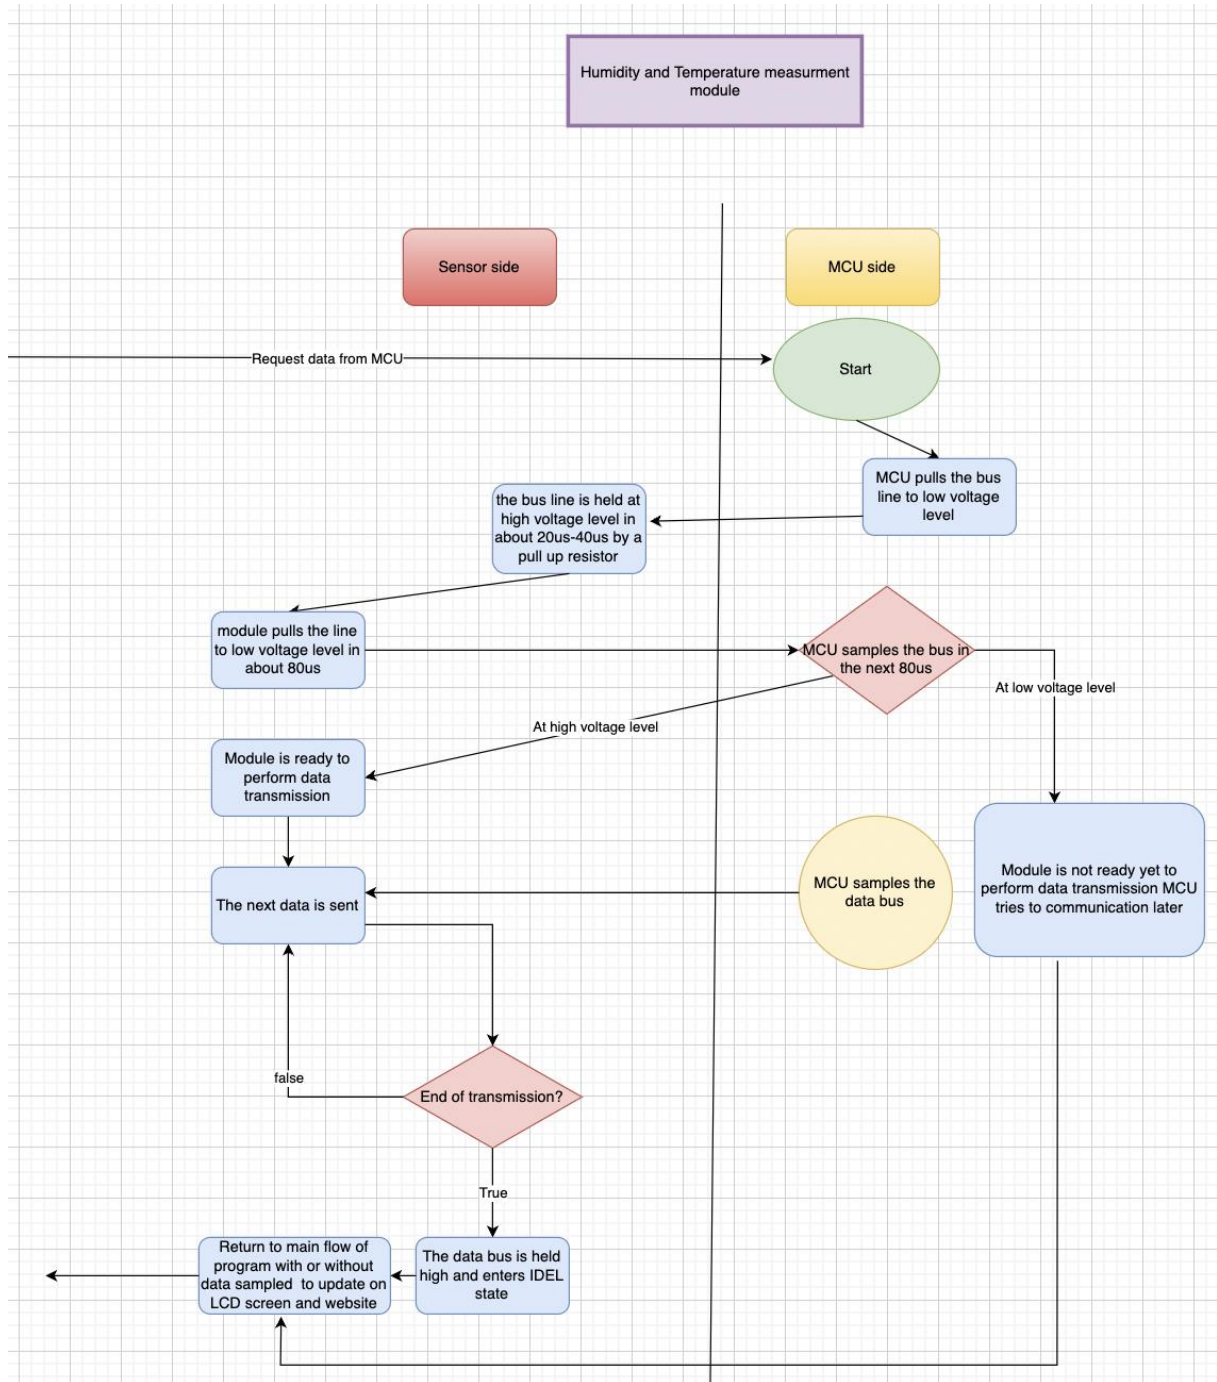 Humidity and Temperature measurment
module
Sensor side
MCU side
Request data from MCU
Start
MCU pulls the bus
line to low voltage
level
the bus line is held at
high voltage level in
about 20us-40us by a
pull up resistor
module pulls the line
to low voltage level in
about 80us
MCU samples the bus in
the next 80us
At low voltage level
At high voltage level
Module is ready to
perform data
transmission
Module is not ready yet to
perform data transmission MCU
tries to communication later
MCU samples the
data bus
The next data is sent
false
End of transmission?
True
Return to main flow of
program with or without
data sampled to update on
LCD screen and website
The data bus is held
high and enters IDEL
state